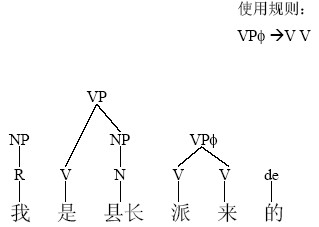 使用规则：
VPφ →V V
VP
NP NP VPφ
R V N V V de
我 是 县长 派 来 的